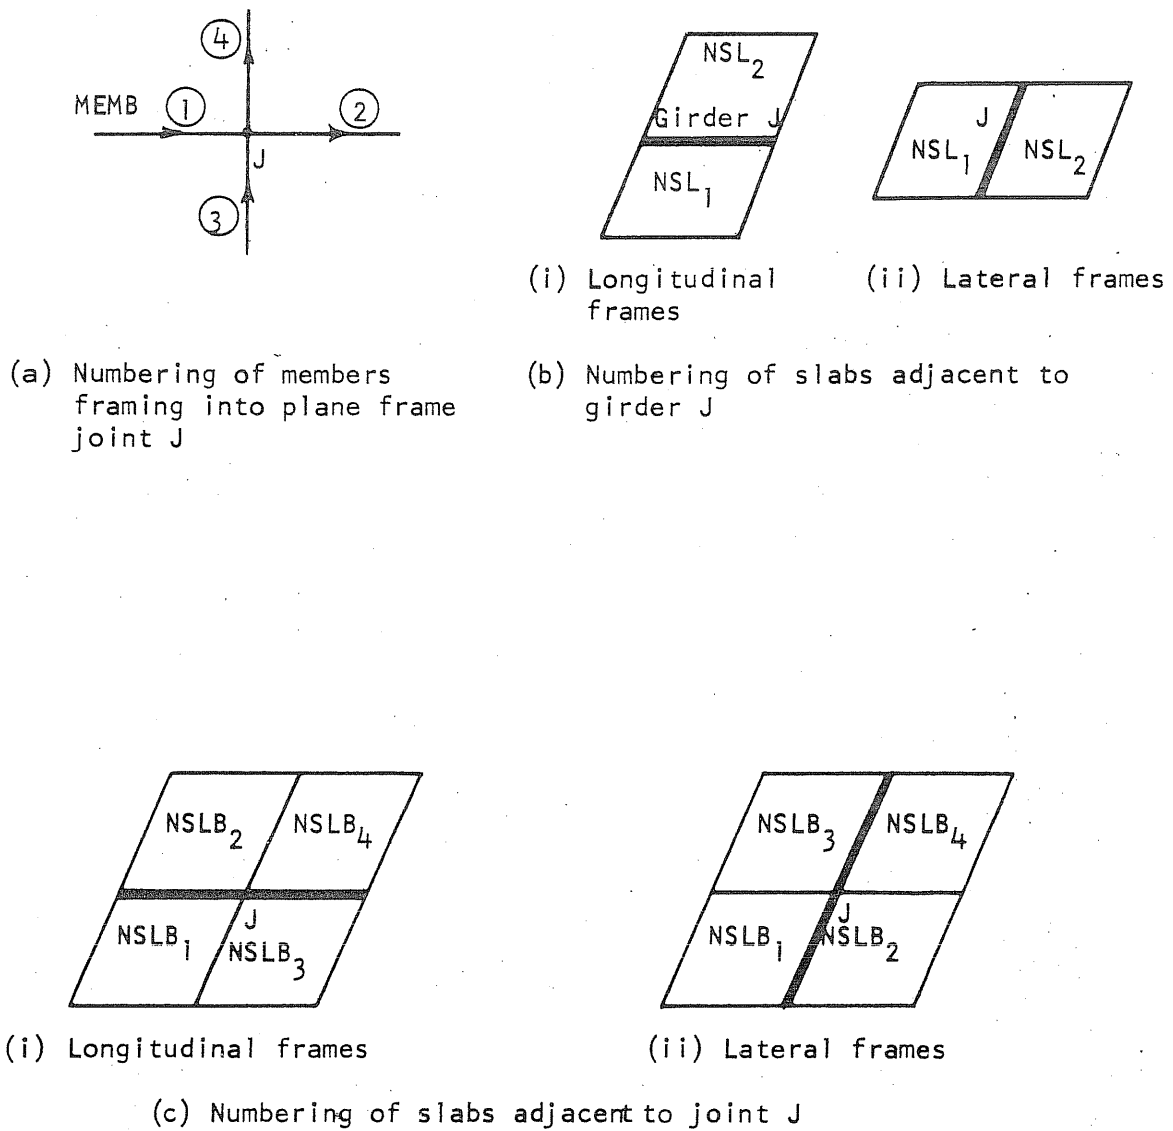 ④
MEMB ① ②
J
③
NSL₂
Girder J
NSL₁
J
NSL₁ NSL₂
(i) Longitudinal
frames
(ii) Lateral frames
(a) Numbering of members
framing into plane frame
joint J
(b) Numbering of slabs adjacent to
girder J
NSLB₂ NSLB₄
J
NSLB₁ NSLB₃
NSLB₃ NSLB₄
J
NSLB₁ NSLB₂
(i) Longitudinal frames
(ii) Lateral frames
(c) Numbering of slabs adjacent to joint J